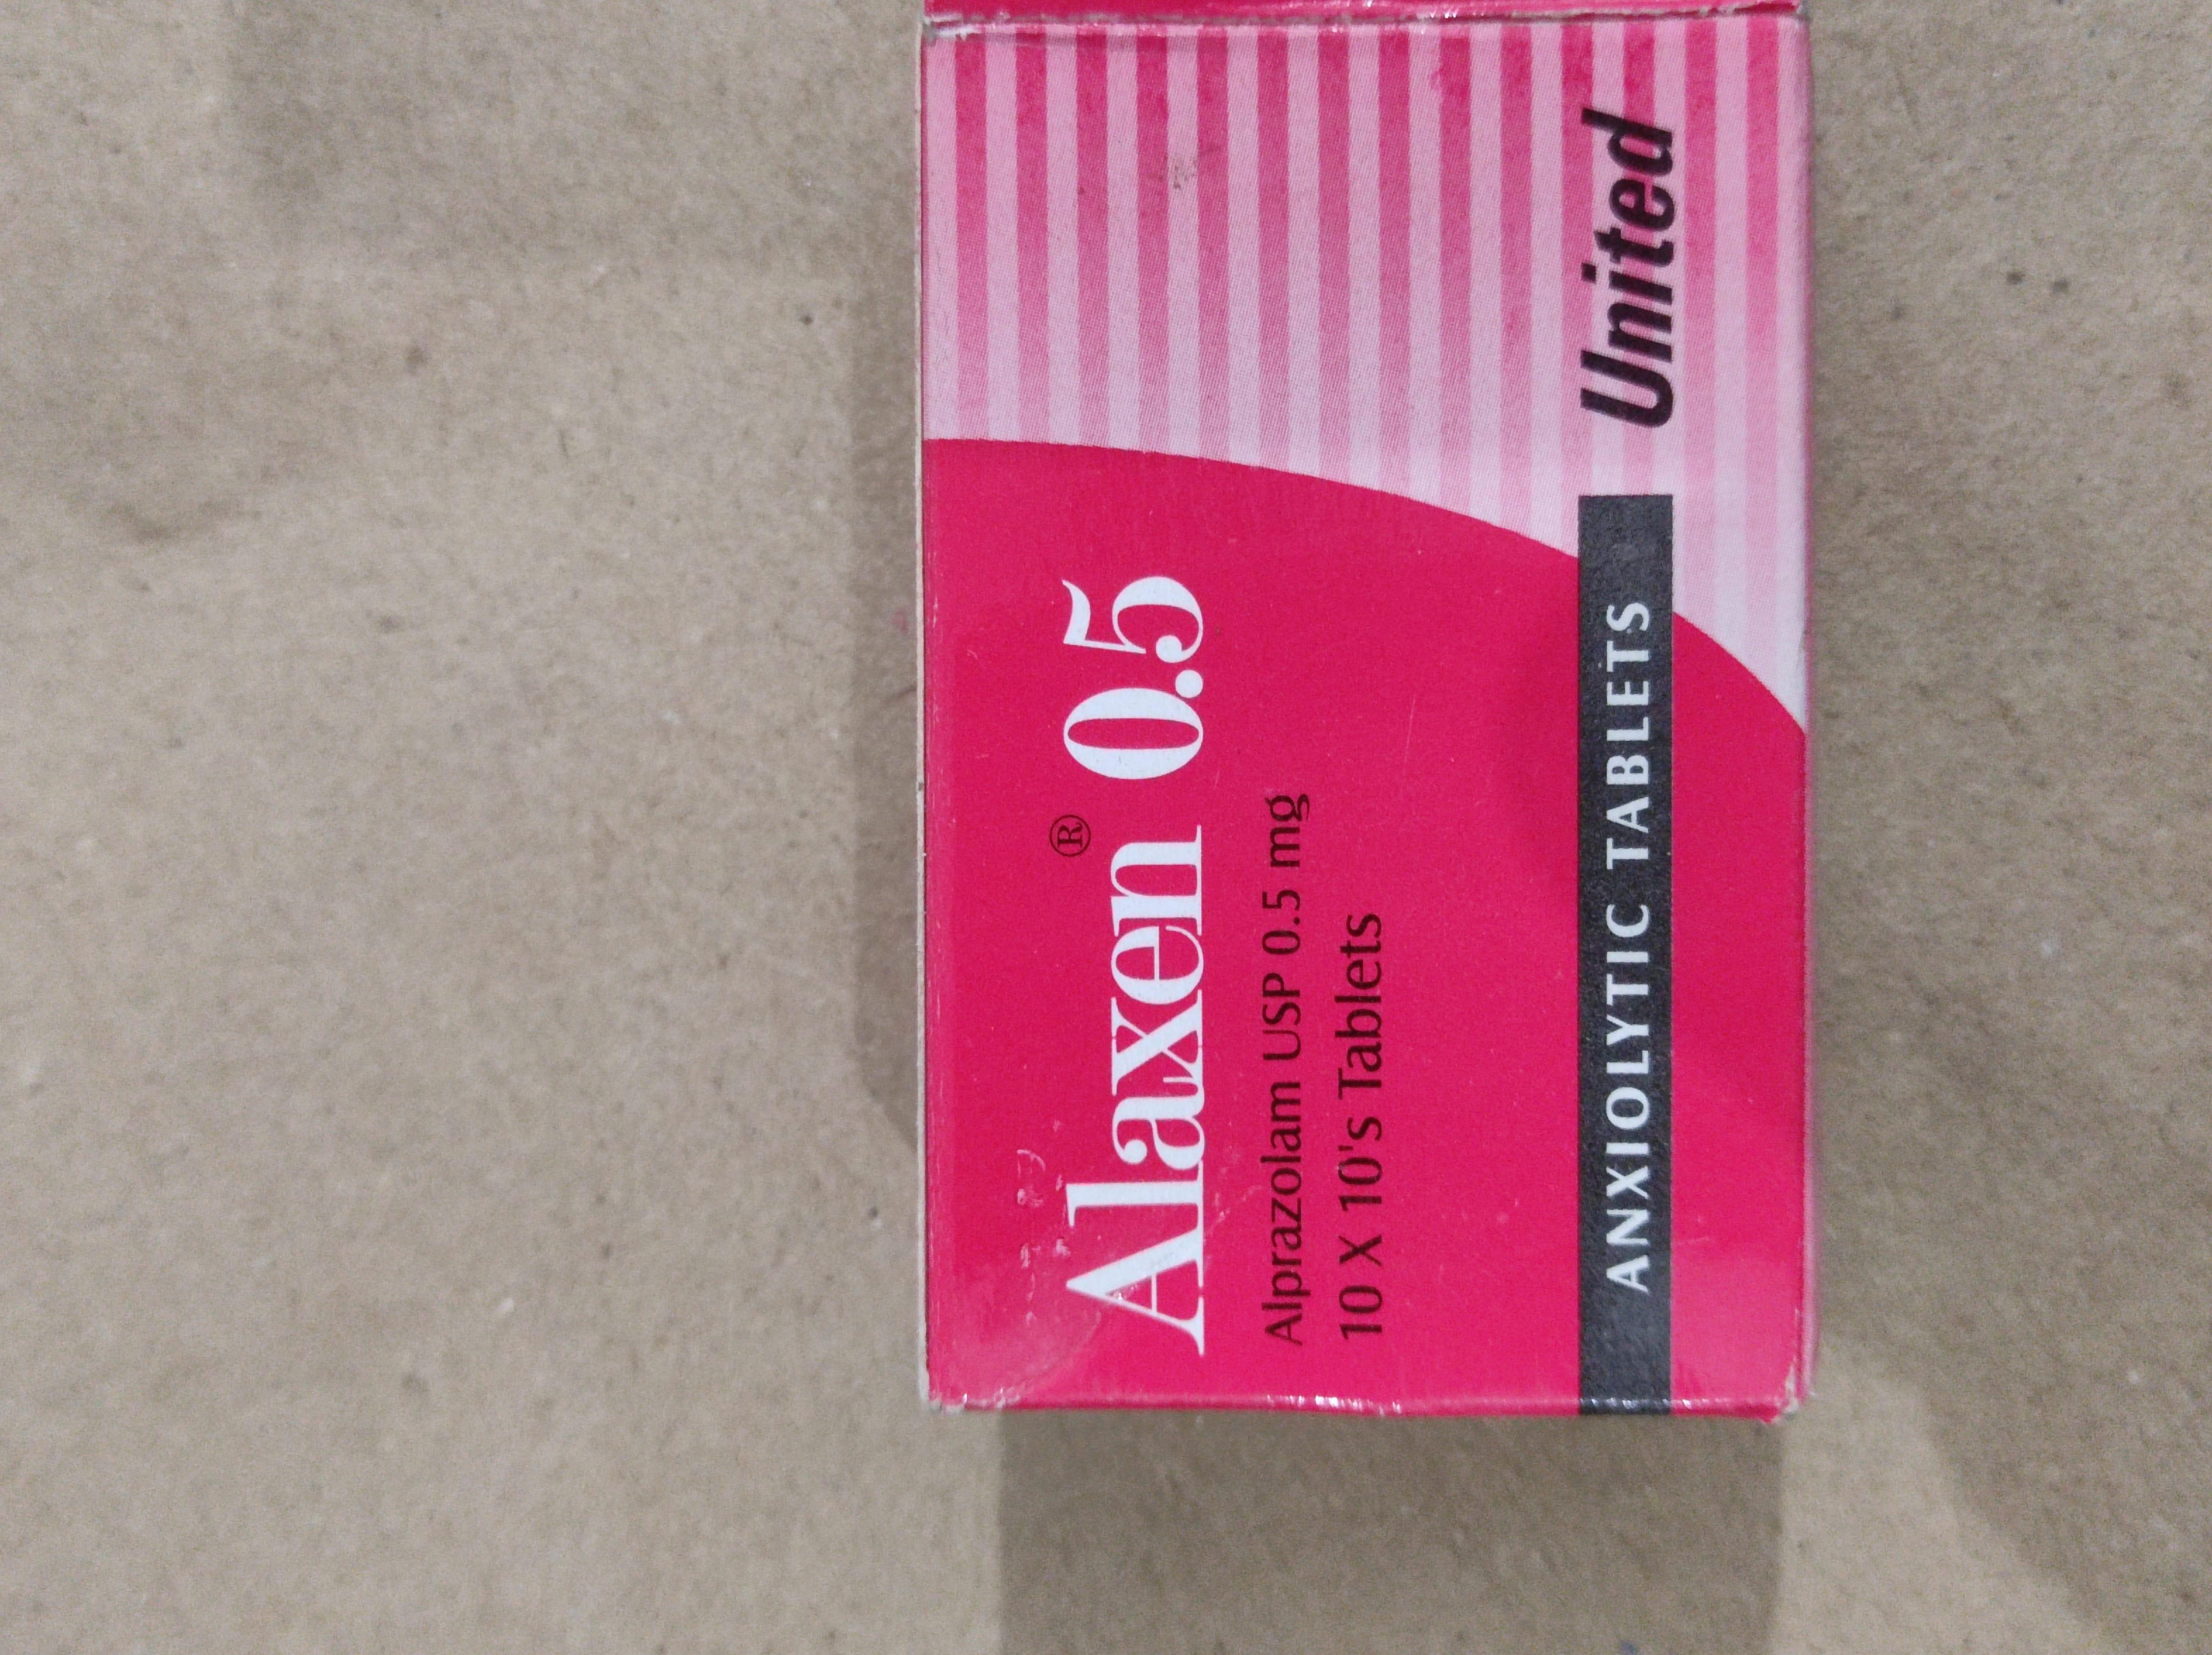 Alaxen® 0.5
Alprazolam USP 0.5 mg
10 X 10's Tablets
ANXIOLYTIC TABLETS
United